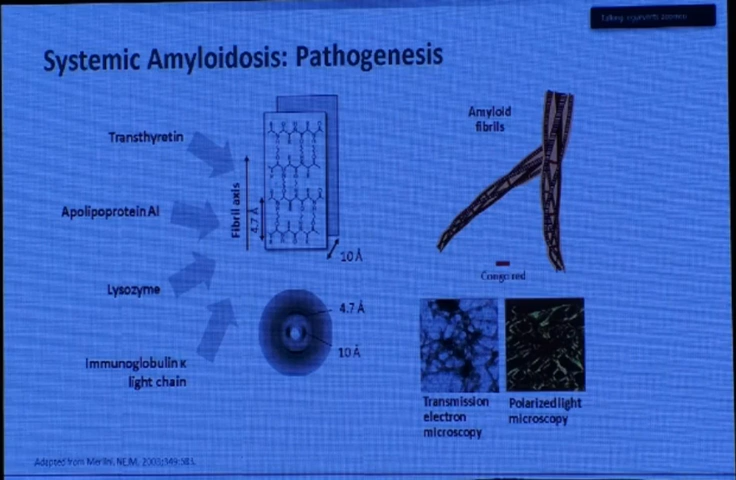 Systemic Amyloidosis: Pathogenesis
Transthyretin
Apolipoprotein AI
Lysozyme
Immunoglobulin κ
light chain
Fibril axis
4.7 Å
10 Å
4.7 Å
10 Å
Amyloid
fibrils
Congo red
Transmission
electron
microscopy
Polarized light
microscopy
Adapted from Merlini, NEJM, 2003;349:583.